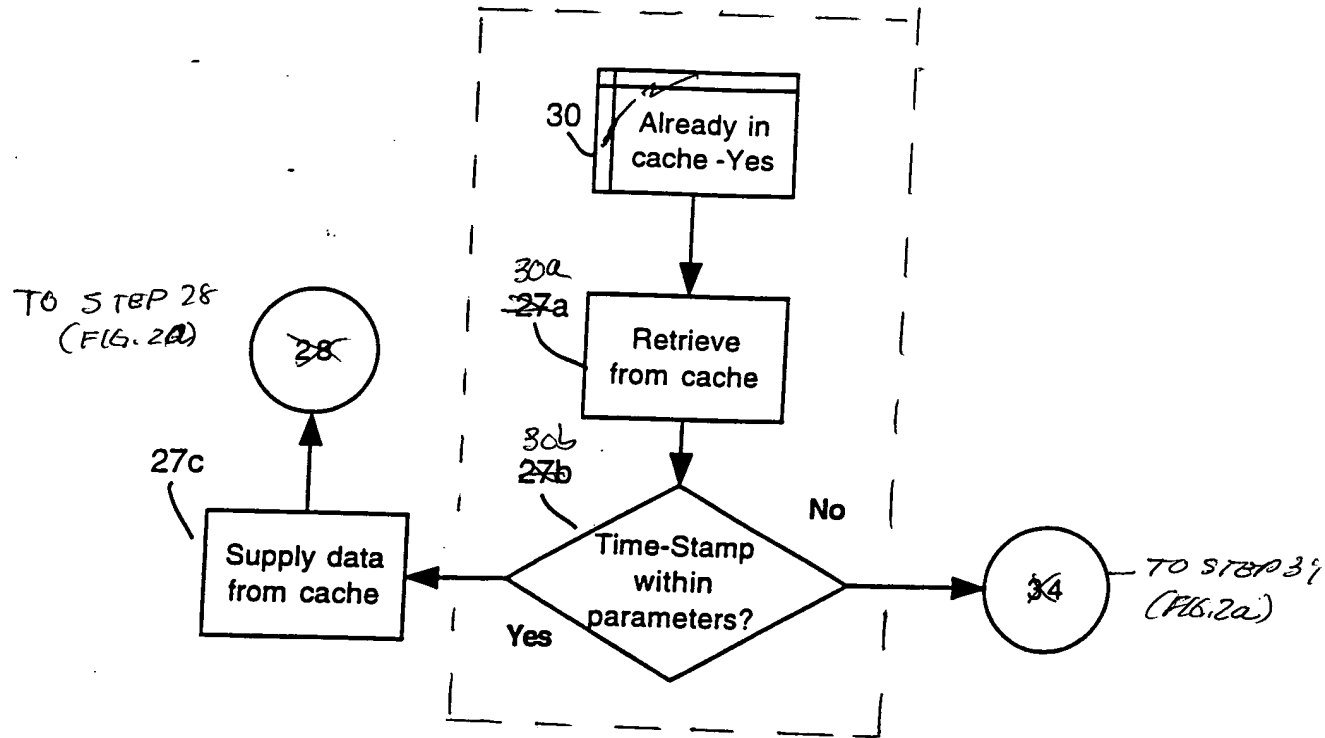 30
Already in
cache -Yes
30a
27a
Retrieve
from cache
TO STEP 28
(FIG. 2a)
28
27c
30b
27b
No
Supply data
from cache
Time-Stamp
within
parameters?
Yes
34
TO STEP 34
(FIG. 2a)